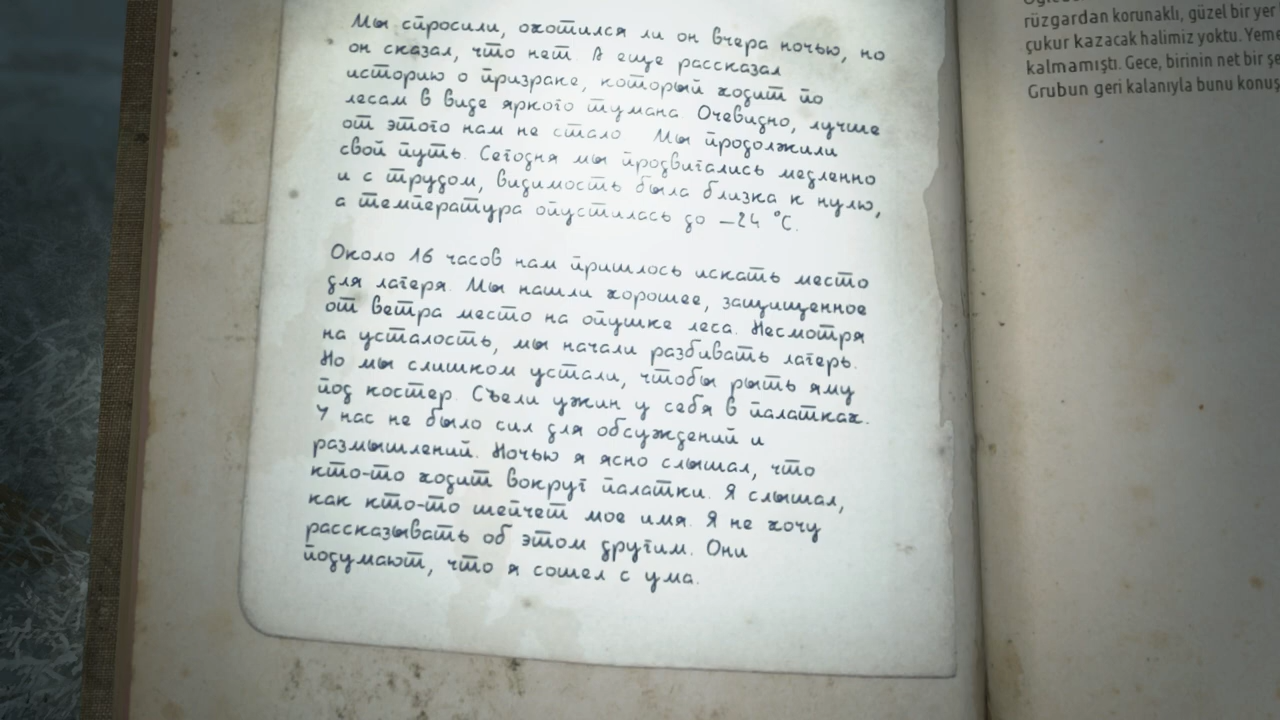 Мы спросили, охотился ли он вчера ночью, но
он сказал, что нет. А еще рассказал
историю о призраке, который ходит по
лесам в виде яркого тумана. Очевидно, лучше
от этого нам не стало. Мы продолжили
свой путь. Сегодня мы продвигались медленно
и с трудом, видимость была близка к нулю,
а температура опустилась до –24 °С.
Около 16 часов нам пришлось искать место
для лагеря. Мы нашли хорошее, защищенное
от ветра место на опушке леса. Несмотря
на усталость, мы начали разбивать лагерь.
Но мы слишком устали, чтобы рыть яму
под костер. Съели ужин у себя в палатках.
У нас не было сил для обсуждений и
размышлений. Ночью я ясно слышал, что
кто-то ходит вокруг палатки. Я слышал,
как кто-то шепчет мое имя. Я не хочу
рассказывать об этом другим. Они
подумают, что я сошел с ума.
rüzgardan korunaklı, güzel bir yer
çukur kazacak halimiz yoktu. Yeme
kalmamıştı. Gece, birinin net bir şe
Grubun geri kalanıyla bunu konuş